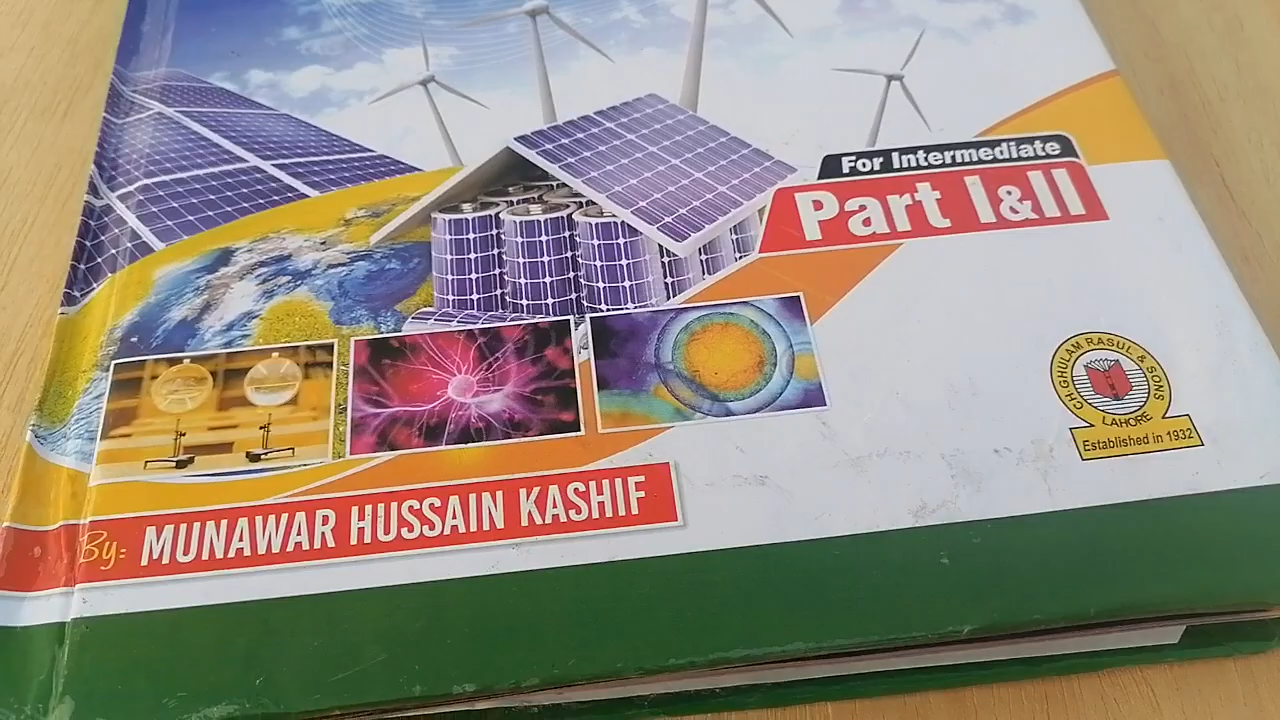 For Intermediate
Part I&II
CH. GHULAM RASUL & SONS
LAHORE
Established in 1932
By:- MUNAWAR HUSSAIN KASHIF